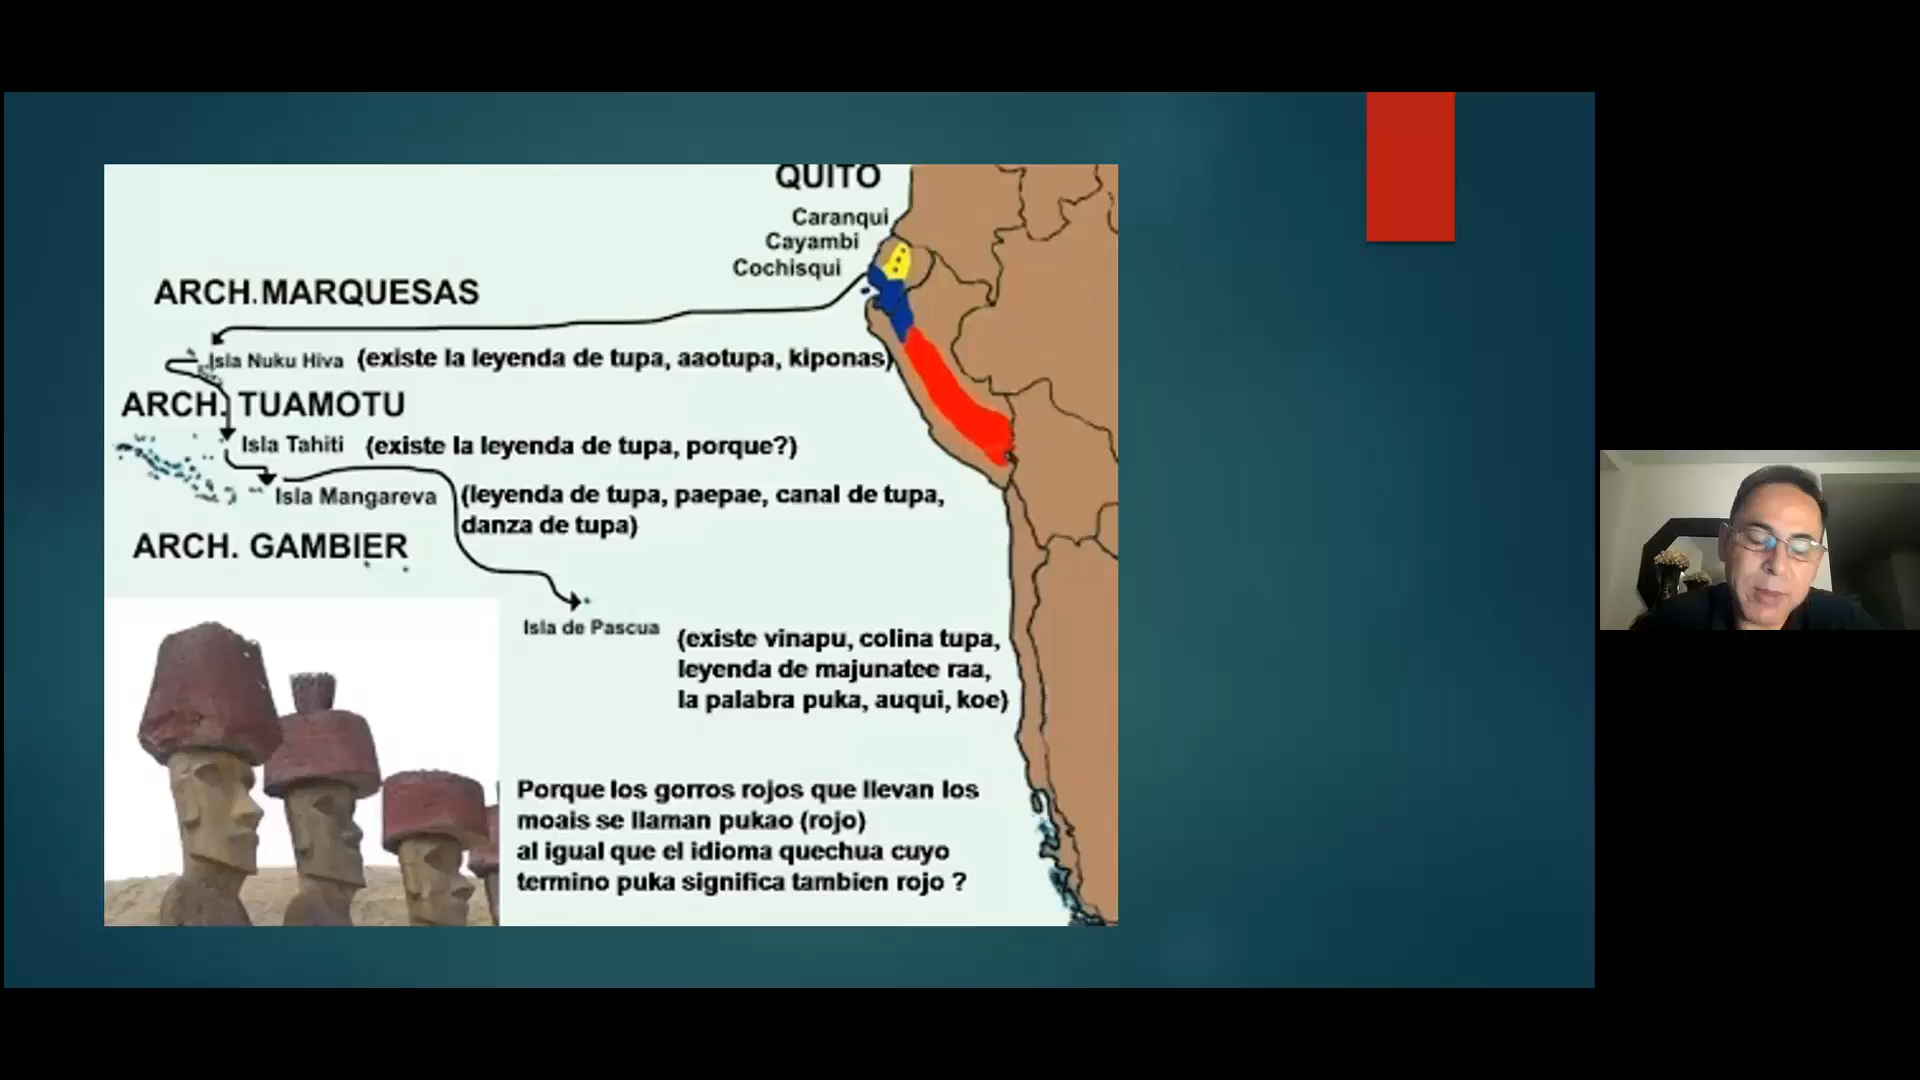 QUITO
Caranqui
Cayambi
Cochisqui
ARCH.MARQUESAS
Isla Nuku Hiva (existe la leyenda de tupa, aaotupa, kiponas)
ARCH. TUAMOTU
Isla Tahiti (existe la leyenda de tupa, porque?)
Isla Mangareva (leyenda de tupa, paepae, canal de tupa,
danza de tupa)
ARCH. GAMBIER
Isla de Pascua
(existe vinapu, colina tupa,
leyenda de majunatee raa,
la palabra puka, auqui, koe)
Porque los gorros rojos que llevan los
moais se llaman pukao (rojo)
al igual que el idioma quechua cuyo
termino puka significa tambien rojo ?